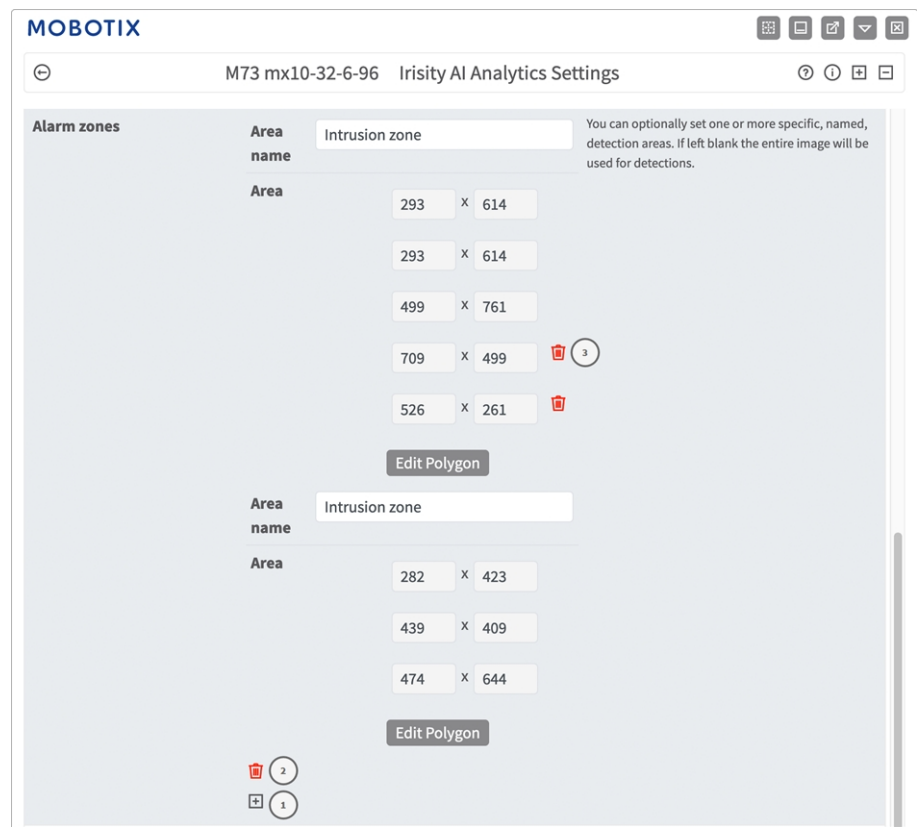 MOBOTIX
M73 mx10-32-6-96 Irisity AI Analytics Settings
Alarm zones
Area name
Intrusion zone
You can optionally set one or more specific, named,
detection areas. If left blank the entire image will be
used for detections.
Area
293 x 614
293 x 614
499 x 761
709 x 499
3
526 x 261
Edit Polygon
Area name
Intrusion zone
Area
282 x 423
439 x 409
474 x 644
Edit Polygon
2
1